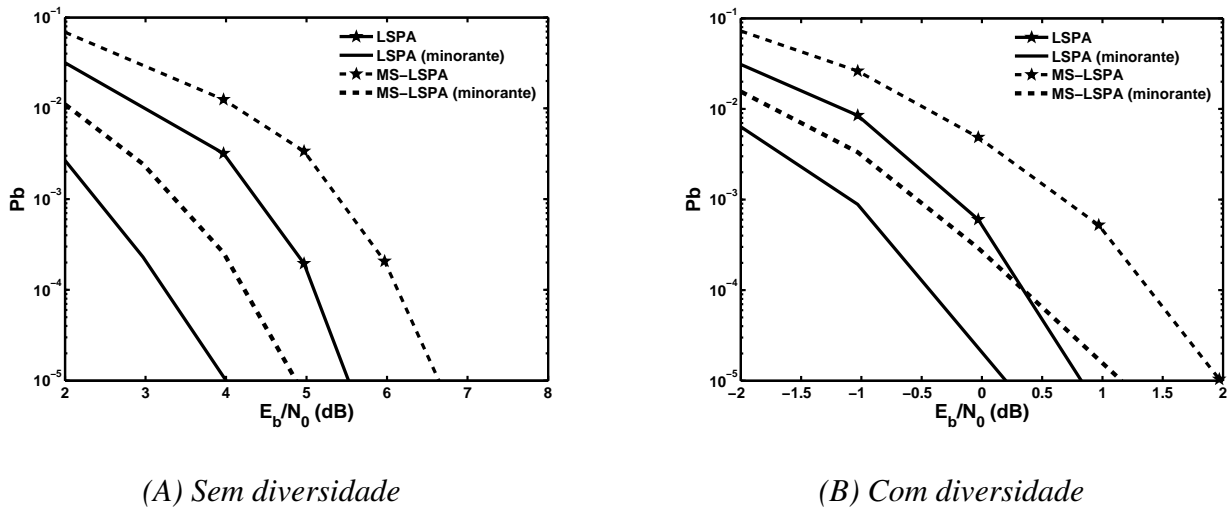 10^-1
10^-2
10^-3
10^-4
10^-5
Pb
2 3 4 5 6 7 8
E_b/N_0 (dB)
LSPA
LSPA (minorante)
MS–LSPA
MS–LSPA (minorante)
(A) Sem diversidade
10^-1
10^-2
10^-3
10^-4
10^-5
Pb
−2 −1.5 −1 −0.5 0 0.5 1 1.5 2
E_b/N_0 (dB)
LSPA
LSPA (minorante)
MS–LSPA
MS–LSPA (minorante)
(B) Com diversidade